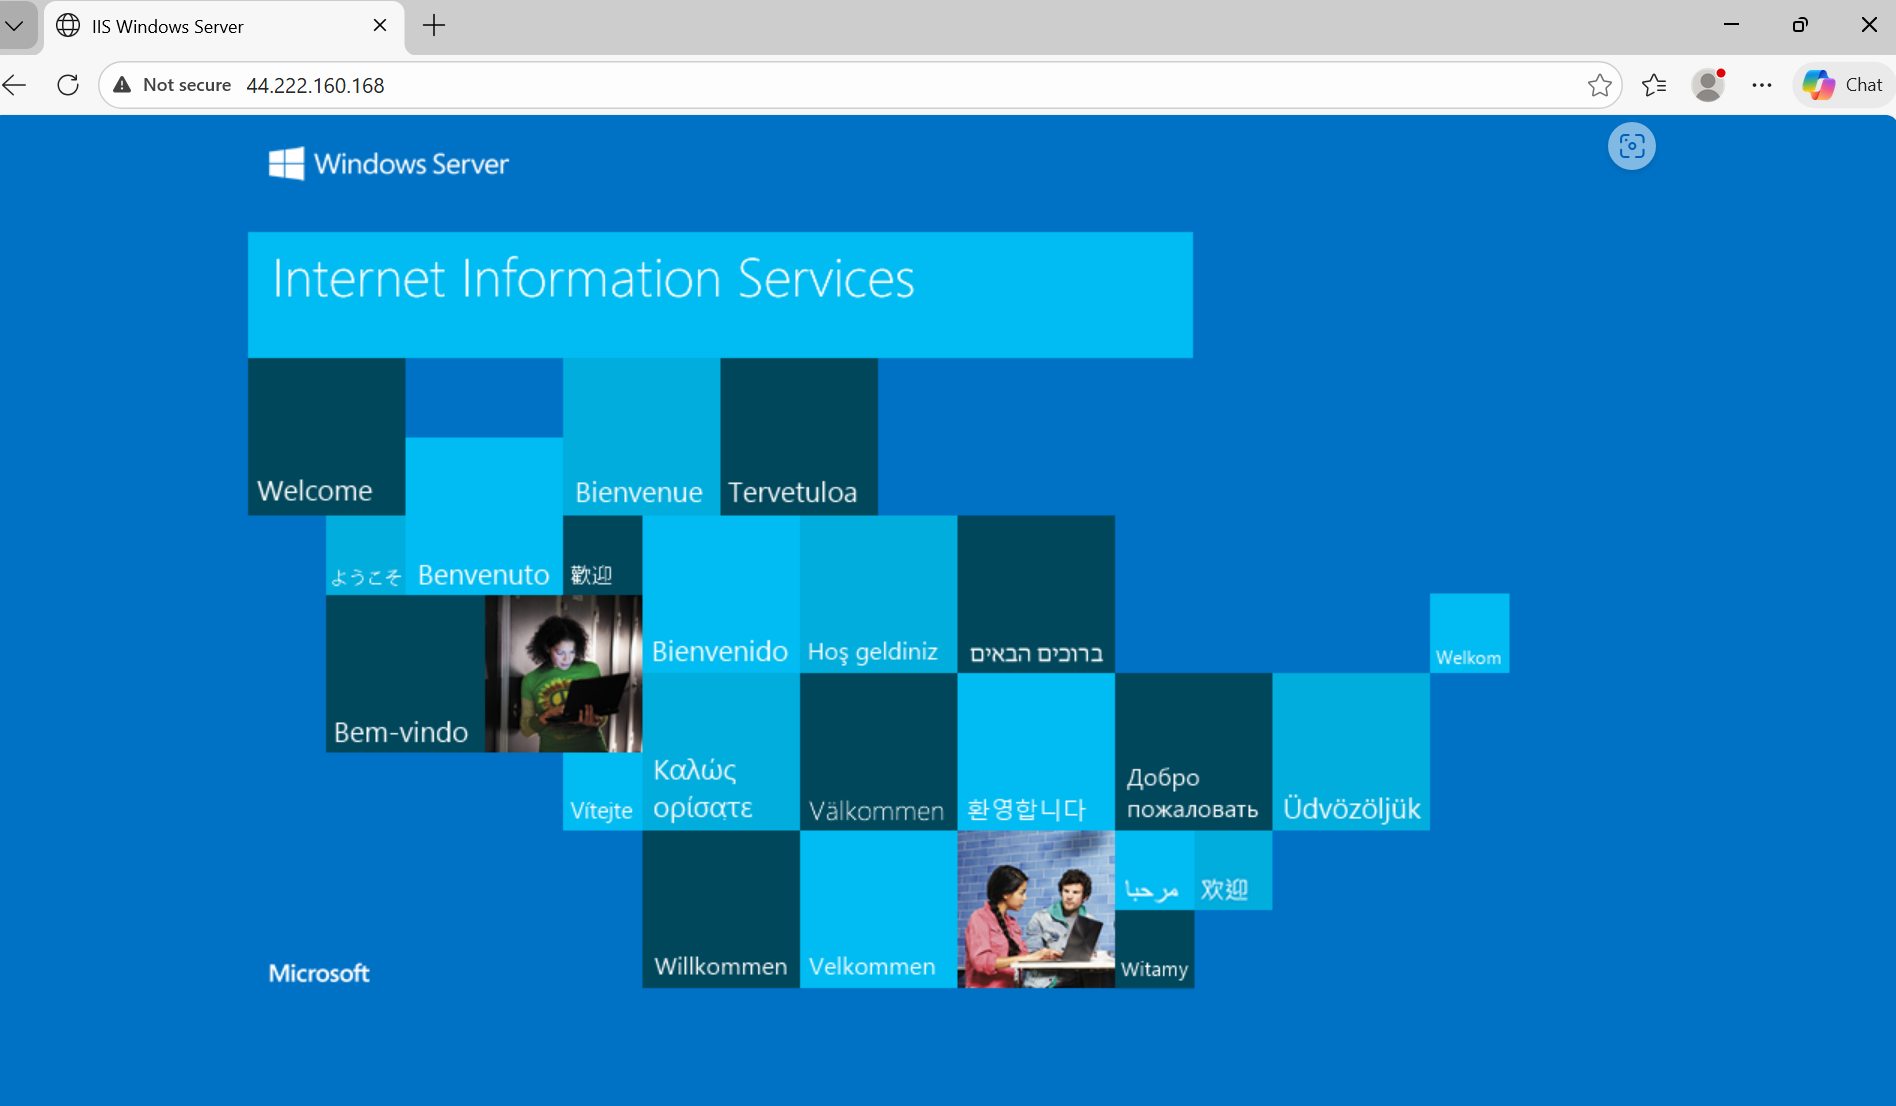 IIS Windows Server
Not secure 44.222.160.168
Chat
Windows Server
Internet Information Services
Welcome
Bienvenue
Tervetuloa
ようこそ
Benvenuto
歡迎
Bienvenido
Hoş geldiniz
ברוכים הבאים
Welkom
Bem-vindo
Vítejte
Καλώς
ορίσατε
Välkommen
환영합니다
Добро
пожаловать
Üdvözöljük
مرحبا
欢迎
Willkommen
Velkommen
Witamy
Microsoft